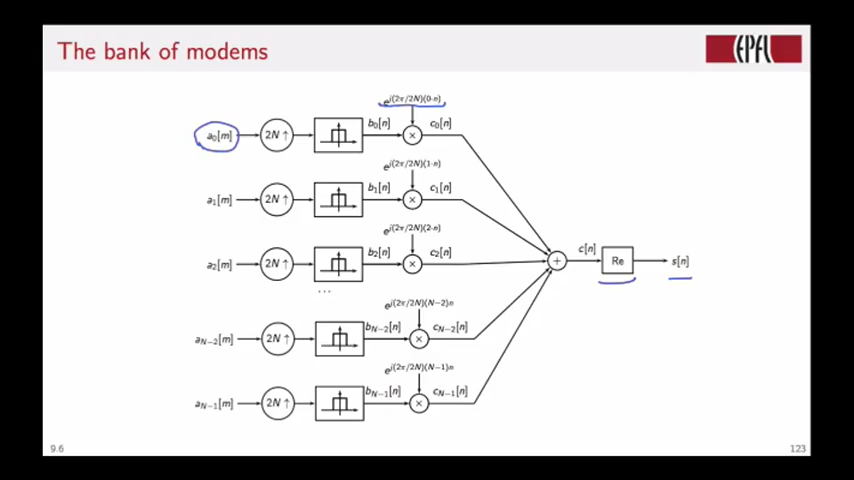 The bank of modems
EPFL
e^{j(2π/2N)(0·n)}
a₀[m] 2N ↑ b₀[n] × c₀[n]
e^{j(2π/2N)(1·n)}
a₁[m] 2N ↑ b₁[n] × c₁[n]
e^{j(2π/2N)(2·n)}
a₂[m] 2N ↑ b₂[n] × c₂[n]
+ c[n] Re s[n]
...
e^{j(2π/2N)(N−2)n}
a_{N−2}[m] 2N ↑ b_{N−2}[n] × c_{N−2}[n]
e^{j(2π/2N)(N−1)n}
a_{N−1}[m] 2N ↑ b_{N−1}[n] × c_{N−1}[n]
9.6 123